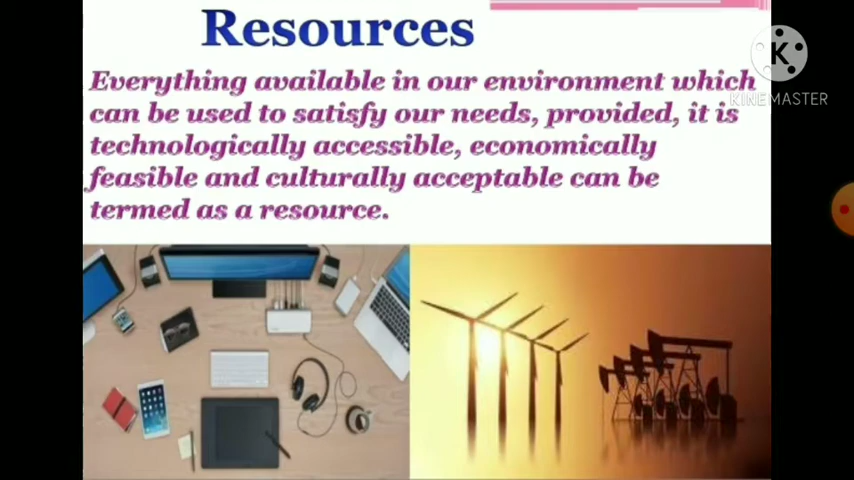 Resources
Everything available in our environment which
can be used to satisfy our needs, provided, it is
technologically accessible, economically
feasible and culturally acceptable can be
termed as a resource.
K
KINEMASTER